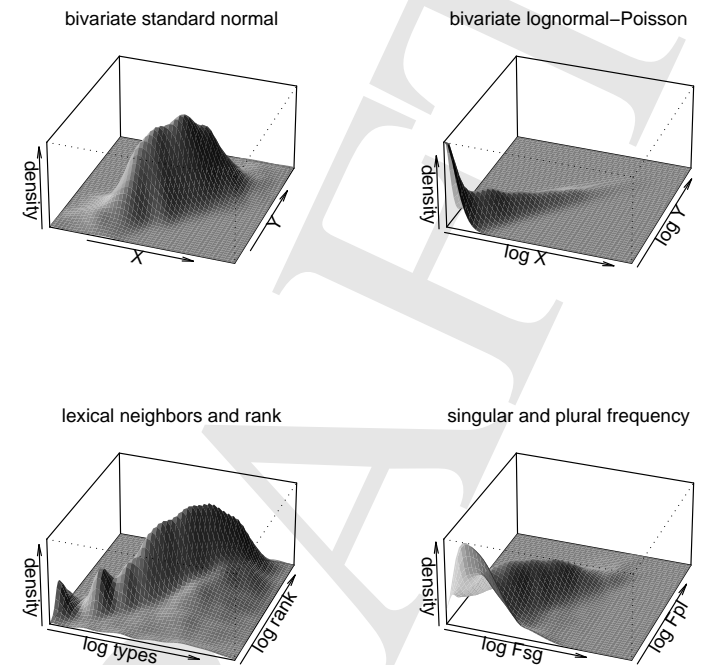 bivariate standard normal
density
X
Y
bivariate lognormal−Poisson
density
log X
log Y
lexical neighbors and rank
density
log types
log rank
singular and plural frequency
density
log Fsg
log Fpl
AFT